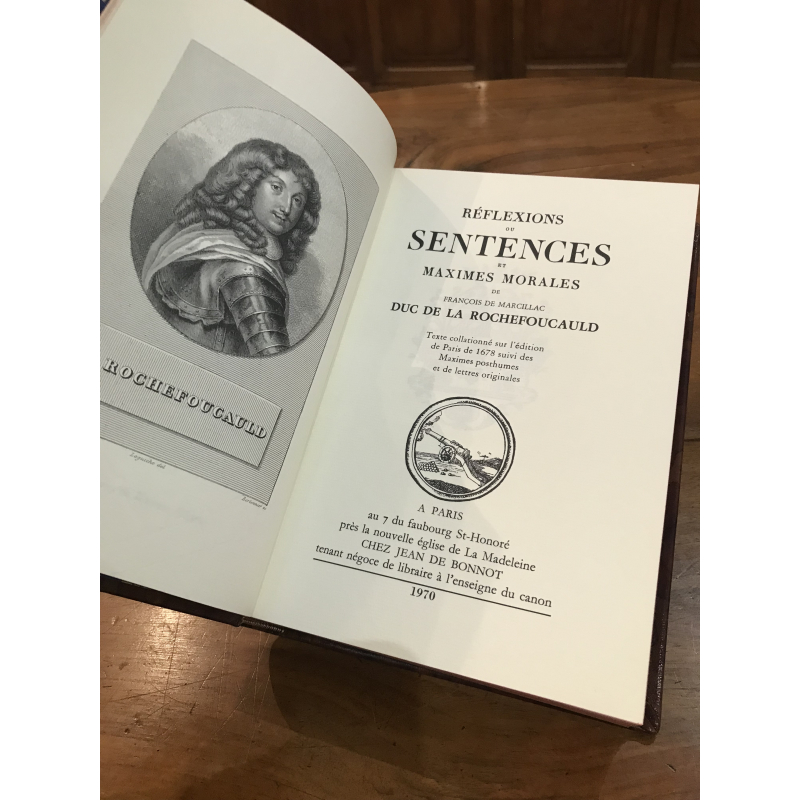 ROCHEFOUCAULD
RÉFLEXIONS
OU
SENTENCES
ET
MAXIMES MORALES
DE
FRANÇOIS DE MARCILLAC
DUC DE LA ROCHEFOUCAULD
Texte collationné sur l'édition
de Paris de 1678 suivi des
Maximes posthumes
et de lettres originales
A PARIS
au 7 du faubourg St-Honoré
près la nouvelle église de La Madeleine
CHEZ JEAN DE BONNOT
tenant négoce de libraire à l'enseigne du canon
1970